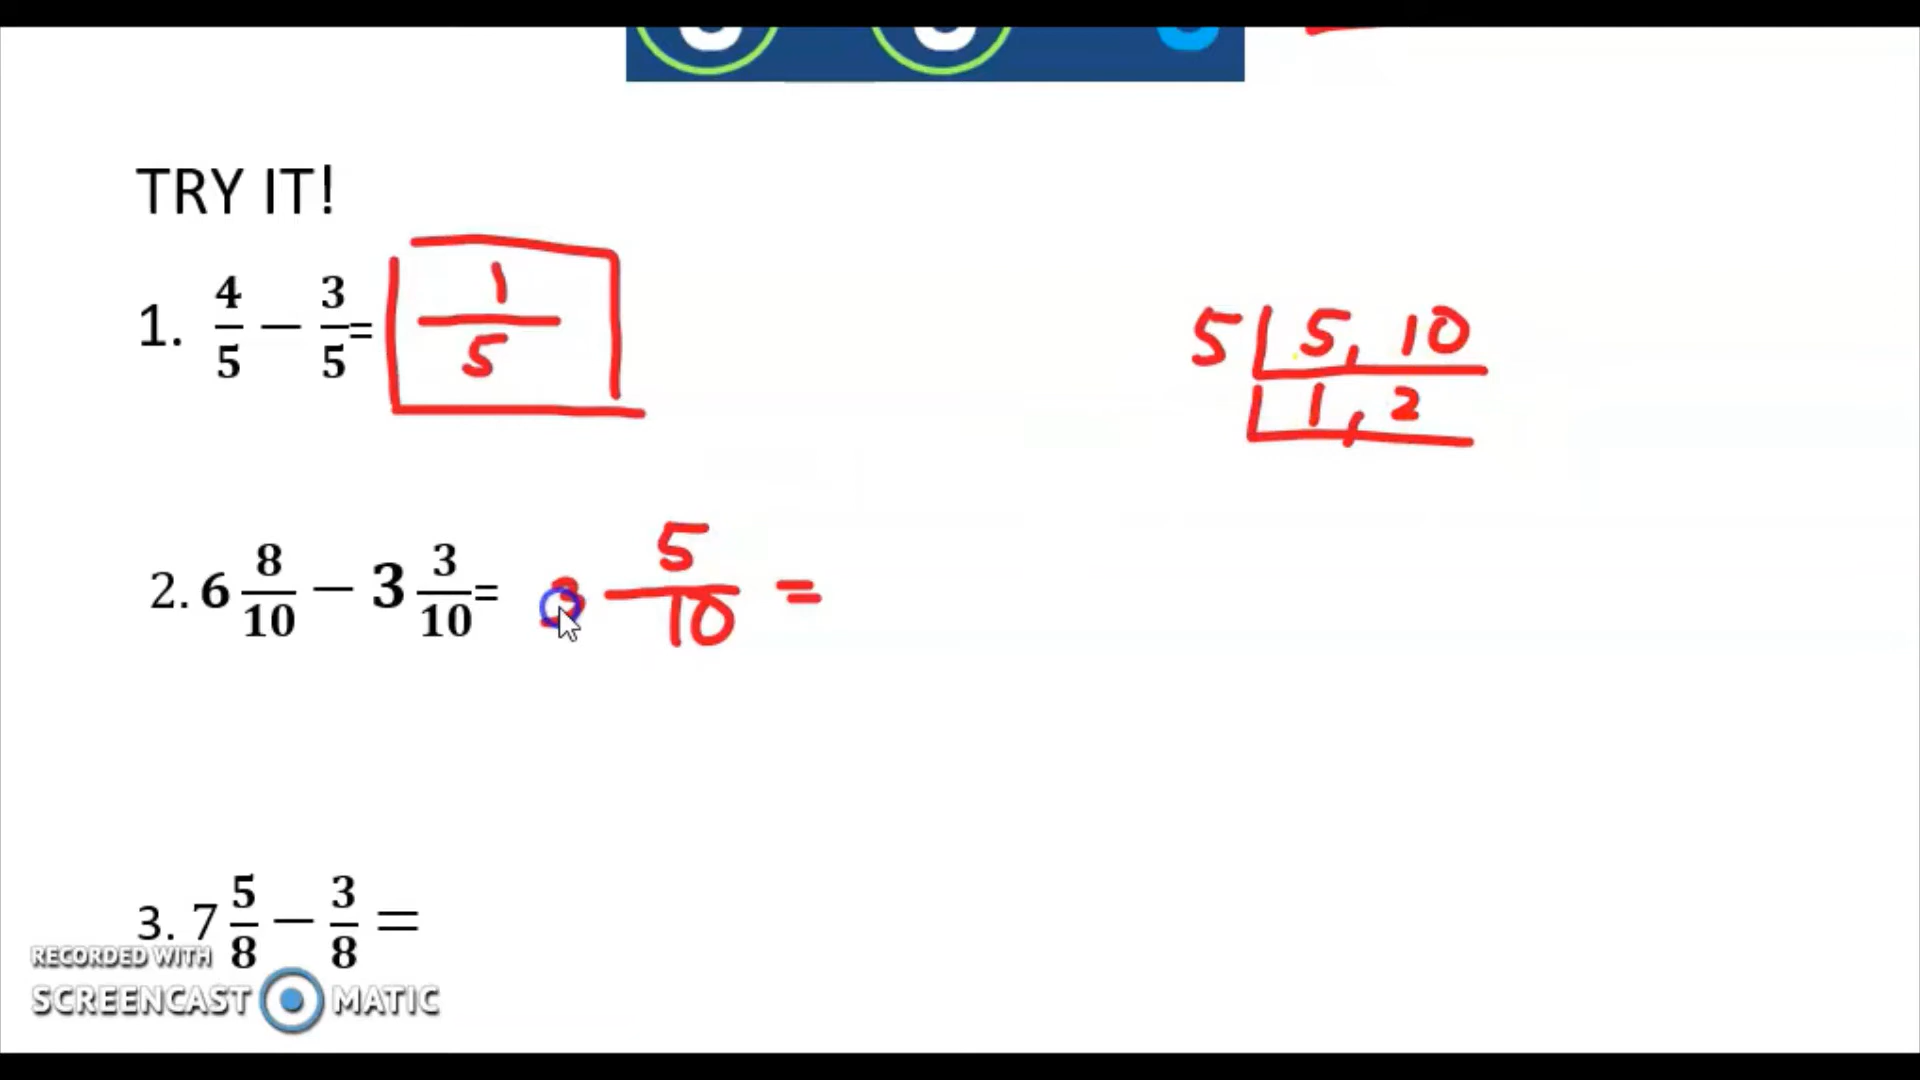 TRY IT!
1. 4/5 − 3/5 = 1/5
5 | 5, 10
1, 2
2. 6 8/10 − 3 3/10 = 3 5/10 =
3. 7 5/8 − 3/8 =
RECORDED WITH
SCREENCAST MATIC